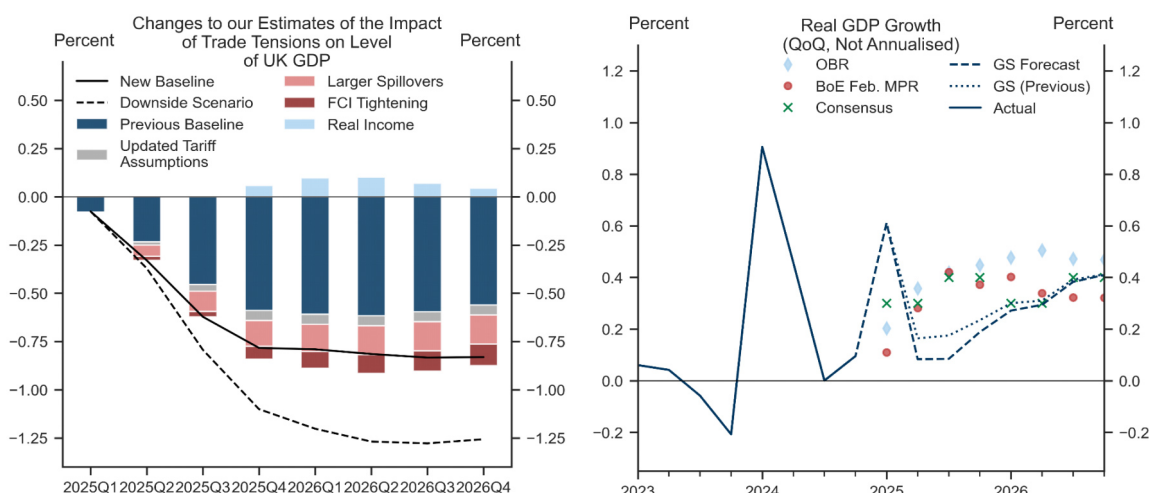 Changes to our Estimates of the Impact
of Trade Tensions on Level
of UK GDP
Percent
Percent
New Baseline
Downside Scenario
Previous Baseline
Updated Tariff
Assumptions
Larger Spillovers
FCI Tightening
Real Income
0.50
0.25
0.00
−0.25
−0.50
−0.75
−1.00
−1.25
0.50
0.25
0.00
−0.25
−0.50
−0.75
−1.00
−1.25
2025Q1 2025Q2 2025Q3 2025Q4 2026Q1 2026Q2 2026Q3 2026Q4
Real GDP Growth
(QoQ, Not Annualised)
Percent
Percent
OBR
BoE Feb. MPR
Consensus
GS Forecast
GS (Previous)
Actual
1.2
1.0
0.8
0.6
0.4
0.2
0.0
−0.2
1.2
1.0
0.8
0.6
0.4
0.2
0.0
−0.2
2023 2024 2025 2026